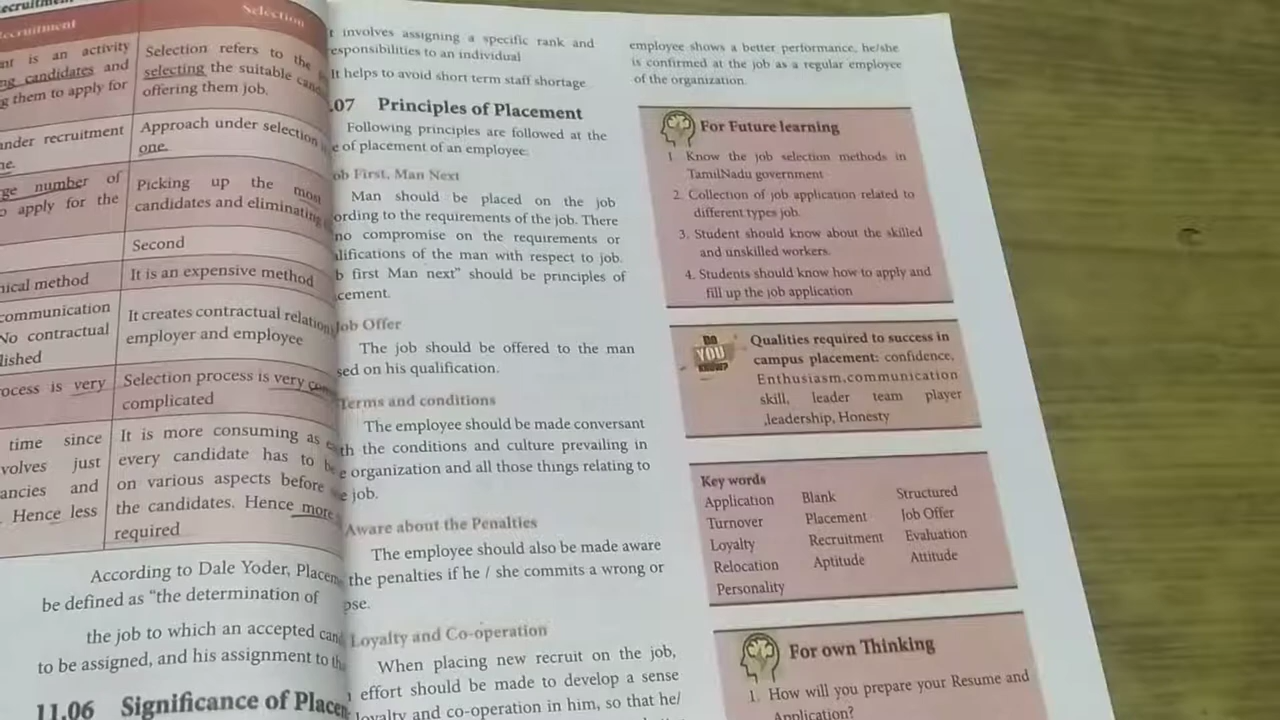 Recruitment
Selection
nt is an activity
ng candidates and
g them to apply for
Selection refers to the
selecting the suitable
offering them job.
under recruitment
ne.
Approach under selection
one.
rge number of
o apply for the
Picking up the most
candidates and eliminating
Second
mical method
It is an expensive method
communication
No contractual
lished
It creates contractual relation
employer and employee
rocess is very
Selection process is very
complicated
time since
volves just
ancies and
. Hence less
It is more consuming as
every candidate has to be
on various aspects before
the candidates. Hence more
required
According to Dale Yoder, Placem
be defined as “the determination of
the job to which an accepted
to be assigned, and his assignment to
11.06 Significance of Placem
t involves assigning a specific rank and
esponsibilities to an individual
It helps to avoid short term staff shortage
.07 Principles of Placement
Following principles are followed at the
e of placement of an employee.
ob First, Man Next
Man should be placed on the job
ording to the requirements of the job. There
no compromise on the requirements or
lifications of the man with respect to job.
b first Man next” should be principles of
cement.
Job Offer
The job should be offered to the man
sed on his qualification.
Terms and conditions
The employee should be made conversant
th the conditions and culture prevailing in
e organization and all those things relating to
e job.
Aware about the Penalties
The employee should also be made aware
the penalties if he / she commits a wrong or
pse.
Loyalty and Co-operation
When placing new recruit on the job,
effort should be made to develop a sense
loyalty and co-operation in him, so that he/
employee shows a better performance, he/she
is confirmed at the job as a regular employee
of the organization.
For Future learning
1. Know the job selection methods in
TamilNadu government
2. Collection of job application related to
different types job.
3. Student should know about the skilled
and unskilled workers.
4. Students should know how to apply and
fill up the job application
DO
YOU
KNOW?
Qualities required to success in
campus placement: confidence,
Enthusiasm,communication
skill, leader team player
,leadership, Honesty
Key words
Application Blank Structured
Turnover Placement Job Offer
Loyalty Recruitment Evaluation
Relocation Aptitude Attitude
Personality
For own Thinking
1. How will you prepare your Resume and
Application?